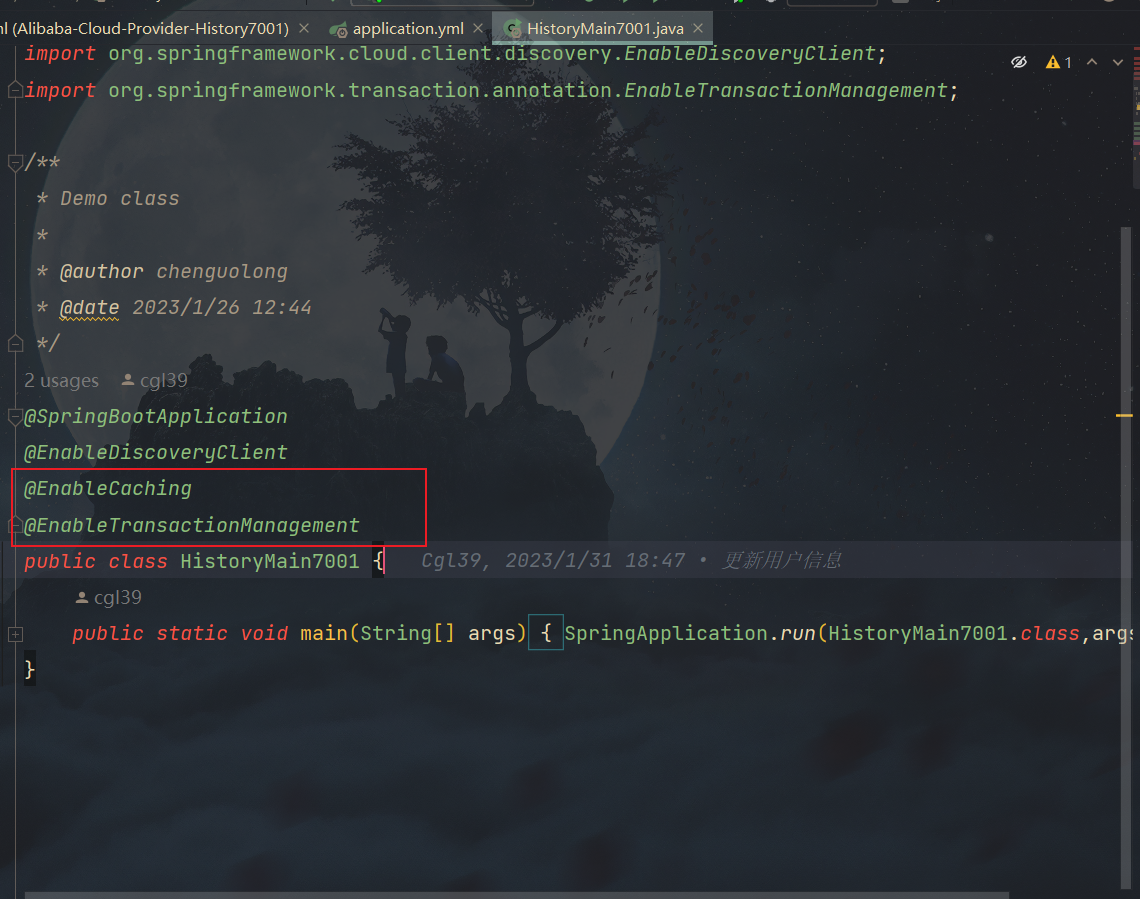 nl (Alibaba-Cloud-Provider-History7001) application.yml HistoryMain7001.java
import org.springframework.cloud.client.discovery.EnableDiscoveryClient;
1
import org.springframework.transaction.annotation.EnableTransactionManagement;
/**
* Demo class
*
* @author chenguolong
* @date 2023/1/26 12:44
*/
2 usages cgl39
@SpringBootApplication
@EnableDiscoveryClient
@EnableCaching
@EnableTransactionManagement
public class HistoryMain7001 { Cgl39, 2023/1/31 18:47 • 更新用户信息
cgl39
public static void main(String[] args) { SpringApplication.run(HistoryMain7001.class,args
}